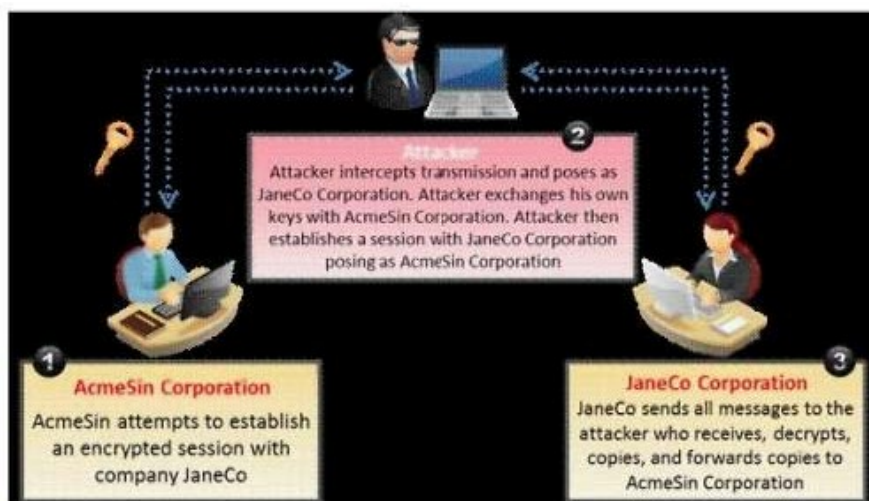 2
Attacker
Attacker intercepts transmission and poses as
JaneCo Corporation. Attacker exchanges his own
keys with AcmeSin Corporation. Attacker then
establishes a session with JaneCo Corporation
posing as AcmeSin Corporation
1
AcmeSin Corporation
AcmeSin attempts to establish
an encrypted session with
company JaneCo
3
JaneCo Corporation
JaneCo sends all messages to the
attacker who receives, decrypts,
copies, and forwards copies to
AcmeSin Corporation